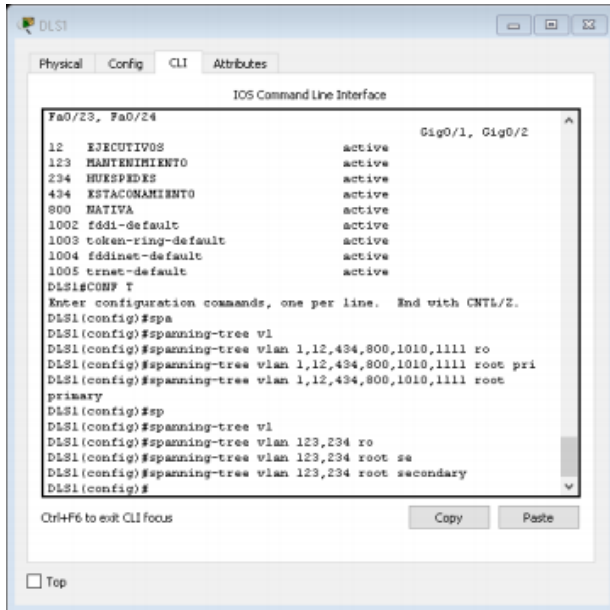 DLS1
Physical Config CLI Attributes
IOS Command Line Interface
Fa0/23, Fa0/24
Gig0/1, Gig0/2
12 EJECUTIVOS active
123 MANTENIMIENTO active
234 HUESPEDES active
434 ESTACONAMIENTO active
800 NATIVA active
1002 fddi-default active
1003 token-ring-default active
1004 fddinet-default active
1005 trnet-default active
DLS1#CONF T
Enter configuration commands, one per line. End with CNTL/Z.
DLS1(config)#spa
DLS1(config)#spanning-tree vl
DLS1(config)#spanning-tree vlan 1,12,434,800,1010,1111 ro
DLS1(config)#spanning-tree vlan 1,12,434,800,1010,1111 root pri
DLS1(config)#spanning-tree vlan 1,12,434,800,1010,1111 root
primary
DLS1(config)#sp
DLS1(config)#spanning-tree vl
DLS1(config)#spanning-tree vlan 123,234 ro
DLS1(config)#spanning-tree vlan 123,234 root se
DLS1(config)#spanning-tree vlan 123,234 root secondary
DLS1(config)#
Ctrl+F6 to exit CLI focus
Copy Paste
Top